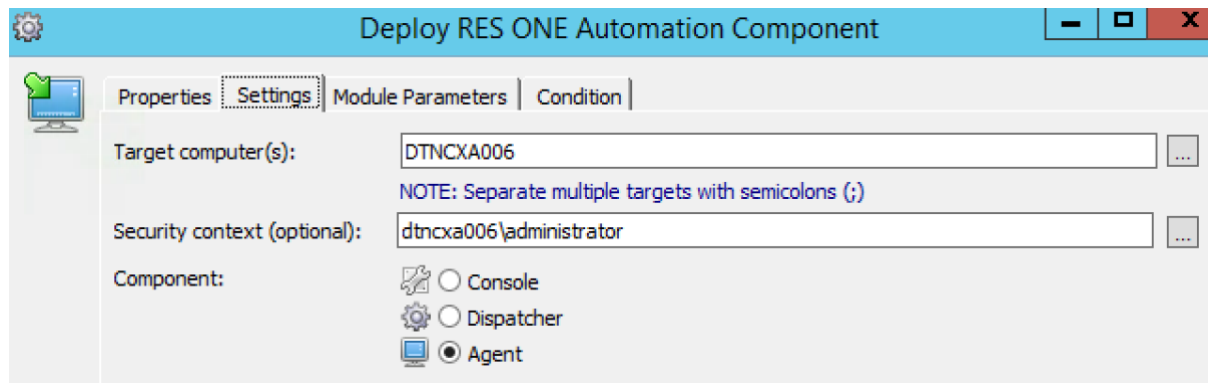 Deploy RES ONE Automation Component
Properties Settings Module Parameters Condition
Target computer(s): DTNCXA006 ...
NOTE: Separate multiple targets with semicolons (;)
Security context (optional): dtncxa006\administrator ...
Component: Console
Dispatcher
Agent